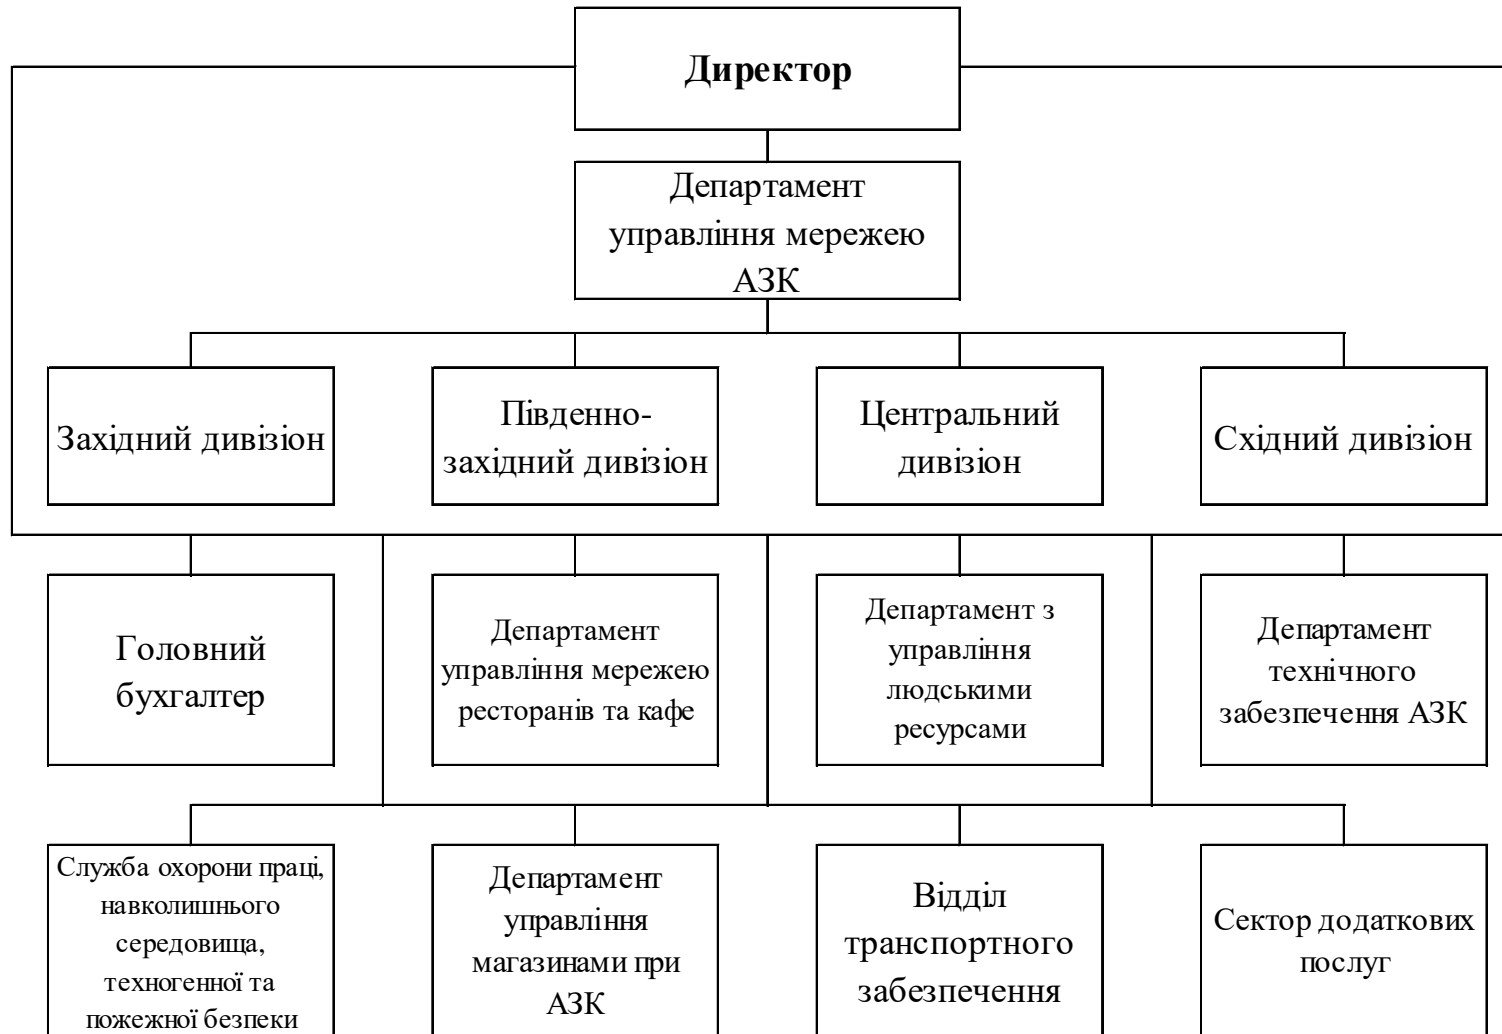 Директор
Департамент
управління мережею
АЗК
Західний дивізіон
Південно-
західний дивізіон
Центральний
дивізіон
Східний дивізіон
Головний
бухгалтер
Департамент
управління мережею
ресторанів та кафе
Департамент з
управління
людськими
ресурсами
Департамент
технічного
забезпечення АЗК
Служба охорони праці,
навколишнього
середовища,
техногенної та
пожежної безпеки
Департамент
управління
магазинами при
АЗК
Відділ
транспортного
забезпечення
Сектор додаткових
послуг